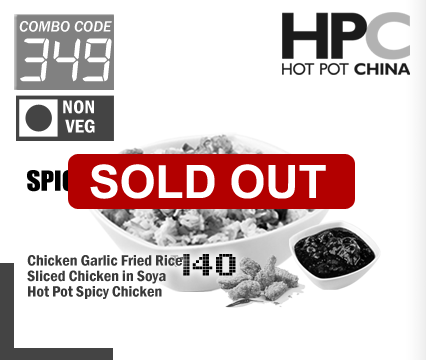 COMBO CODE
349
HPC
HOT POT CHINA
NON
VEG
SOLD OUT
Chicken Garlic Fried Rice
140
Sliced Chicken in Soya
Hot Pot Spicy Chicken